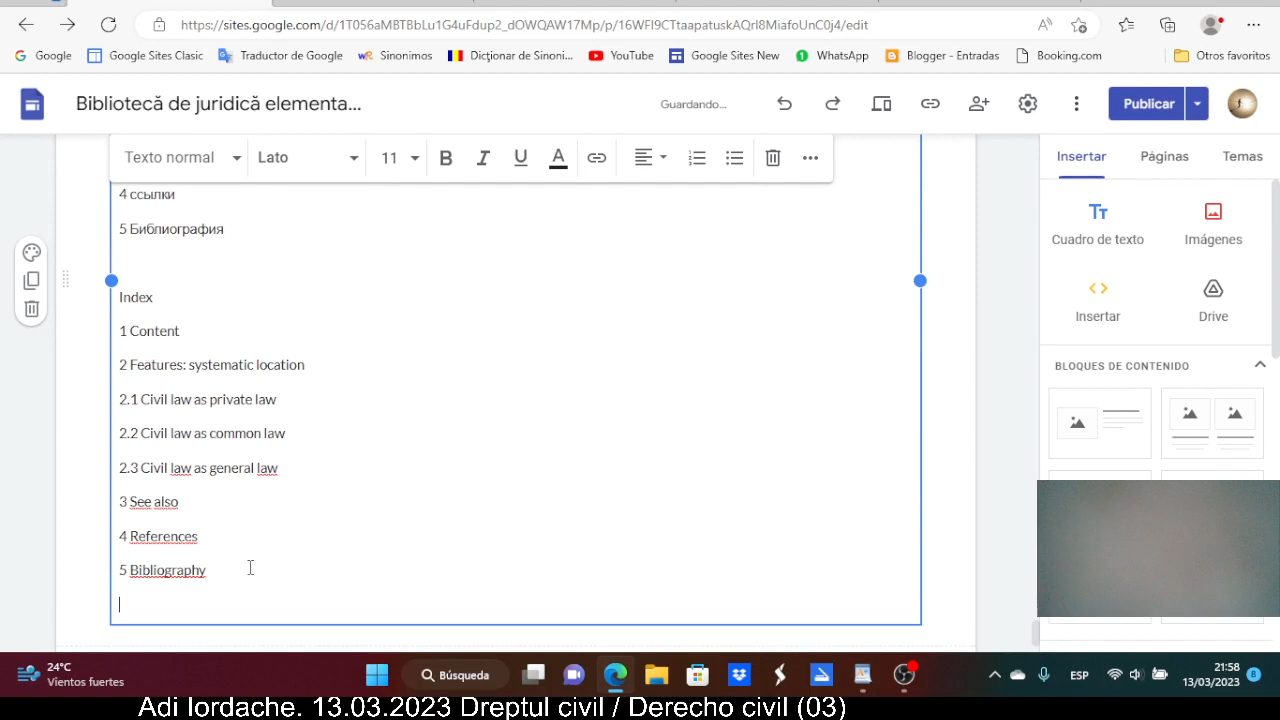 https://sites.google.com/d/1T056aMBTBbLu1G4uFdup2_dOWQAW17Mp/p/16WFI9CTtaapatuskAQrI8MiafoUnC0j4/edit
Google
Google Sites Clasic
Traductor de Google
Sinonimos
Dicționar de Sinoni...
YouTube
Google Sites New
WhatsApp
Blogger - Entradas
Booking.com
Otros favoritos
Bibliotecă de juridică elementa...
Guardando...
Publicar
Texto normal
Lato
11
Insertar
Páginas
Temas
4 ссылки
5 Библиография
Index
1 Content
2 Features: systematic location
2.1 Civil law as private law
2.2 Civil law as common law
2.3 Civil law as general law
3 See also
4 References
5 Bibliography
Cuadro de texto
Imágenes
Insertar
Drive
BLOQUES DE CONTENIDO
24°C
Vientos fuertes
Búsqueda
ESP
21:58
13/03/2023
8
Adi Iordache. 13.03.2023 Dreptul civil / Derecho civil (03)